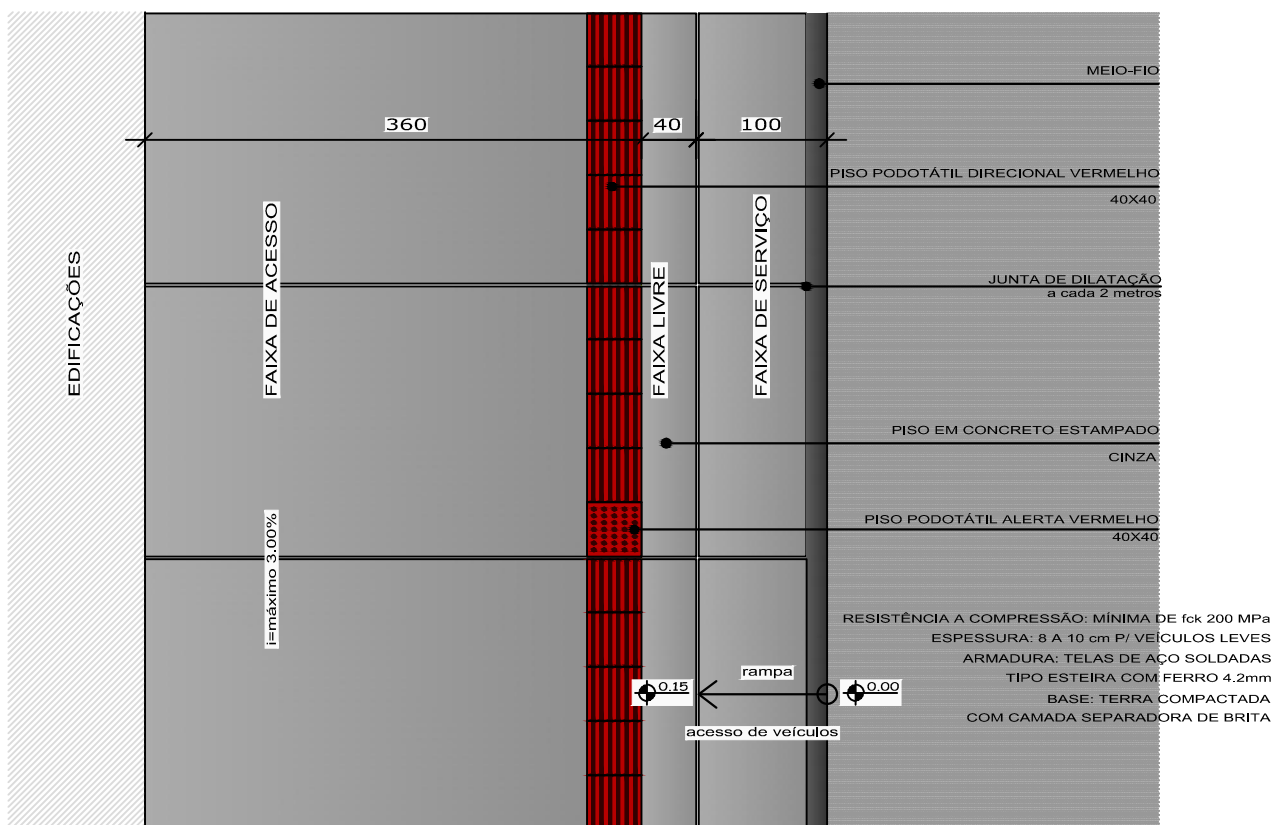 MEIO-FIO
360
40
100
PISO PODOTÁTIL DIRECIONAL VERMELHO
40X40
EDIFICAÇÕES
FAIXA DE ACESSO
FAIXA LIVRE
FAIXA DE SERVIÇO
JUNTA DE DILATAÇÃO
a cada 2 metros
PISO EM CONCRETO ESTAMPADO
CINZA
PISO PODOTÁTIL ALERTA VERMELHO
40X40
i=máximo 3.00%
RESISTÊNCIA A COMPRESSÃO: MÍNIMA DE fck 200 MPa
ESPESSURA: 8 A 10 cm P/ VEÍCULOS LEVES
ARMADURA: TELAS DE AÇO SOLDADAS
TIPO ESTEIRA COM FERRO 4.2mm
BASE: TERRA COMPACTADA
COM CAMADA SEPARADORA DE BRITA
rampa
0.15
0.00
acesso de veículos